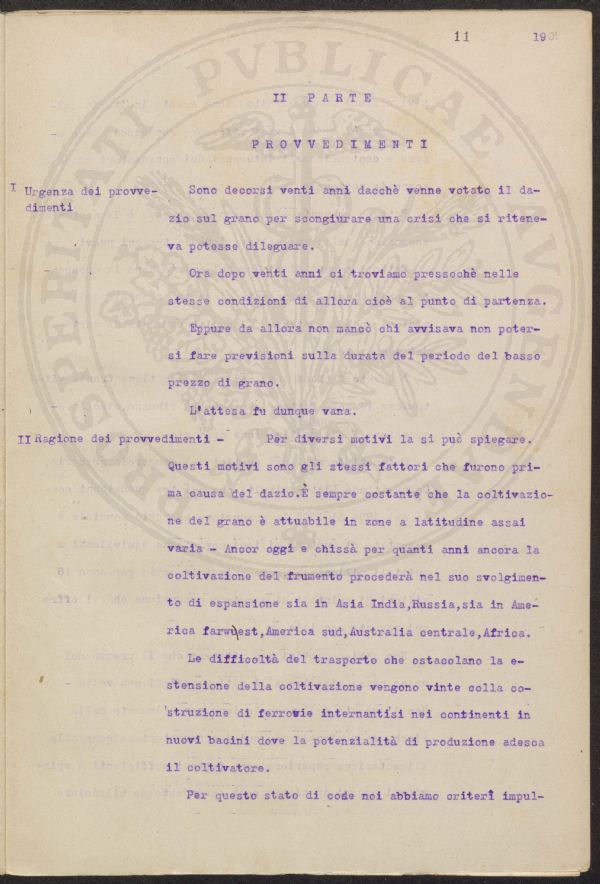 11 1901
II PARTE
PROVVEDIMENTI
I Urgenza dei provve-
dimenti
Sono decorsi venti anni dacchè venne votato il da-
zio sul grano per scongiurare una crisi che si ritene-
va potesse dileguare.
Ora dopo venti anni ci troviamo pressochè nelle
stesse condizioni di allora cioè al punto di partenza.
Eppure da allora non mancò chi avvisava non poter-
si fare previsioni sulla durata del periodo del basso
prezzo di grano.
L'attesa fu dunque vana.
II Ragione dei provvedimenti - Per diversi motivi la si può spiegare.
Questi motivi sono gli stessi fattori che furono pri-
ma causa del dazio.È sempre costante che la coltivazio-
ne del grano è attuabile in zone a latitudine assai
varia - Ancor oggi e chissà per quanti anni ancora la
coltivazione del frumento procederà nel suo svolgimen-
to di espansione sia in Asia India,Russia,sia in Ame-
rica farwest,America sud,Australia centrale,Africa.
Le difficoltà del trasporto che ostacolano la e-
stensione della coltivazione vengono vinte colla co-
struzione di ferrovie internantisi nei continenti in
nuovi bacini dove la potenzialità di produzione adesca
il coltivatore.
Per questo stato di cose noi abbiamo criterî impul-
PROSPERITATI PVBLICAE AVGENDAE